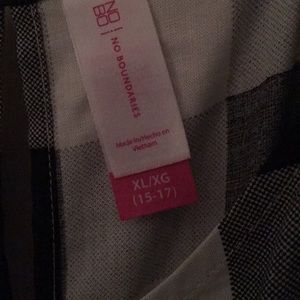 NO
BO
NO BOUNDARIES
Made in/Hecho en
Vietnam
XL/XG
(15-17)